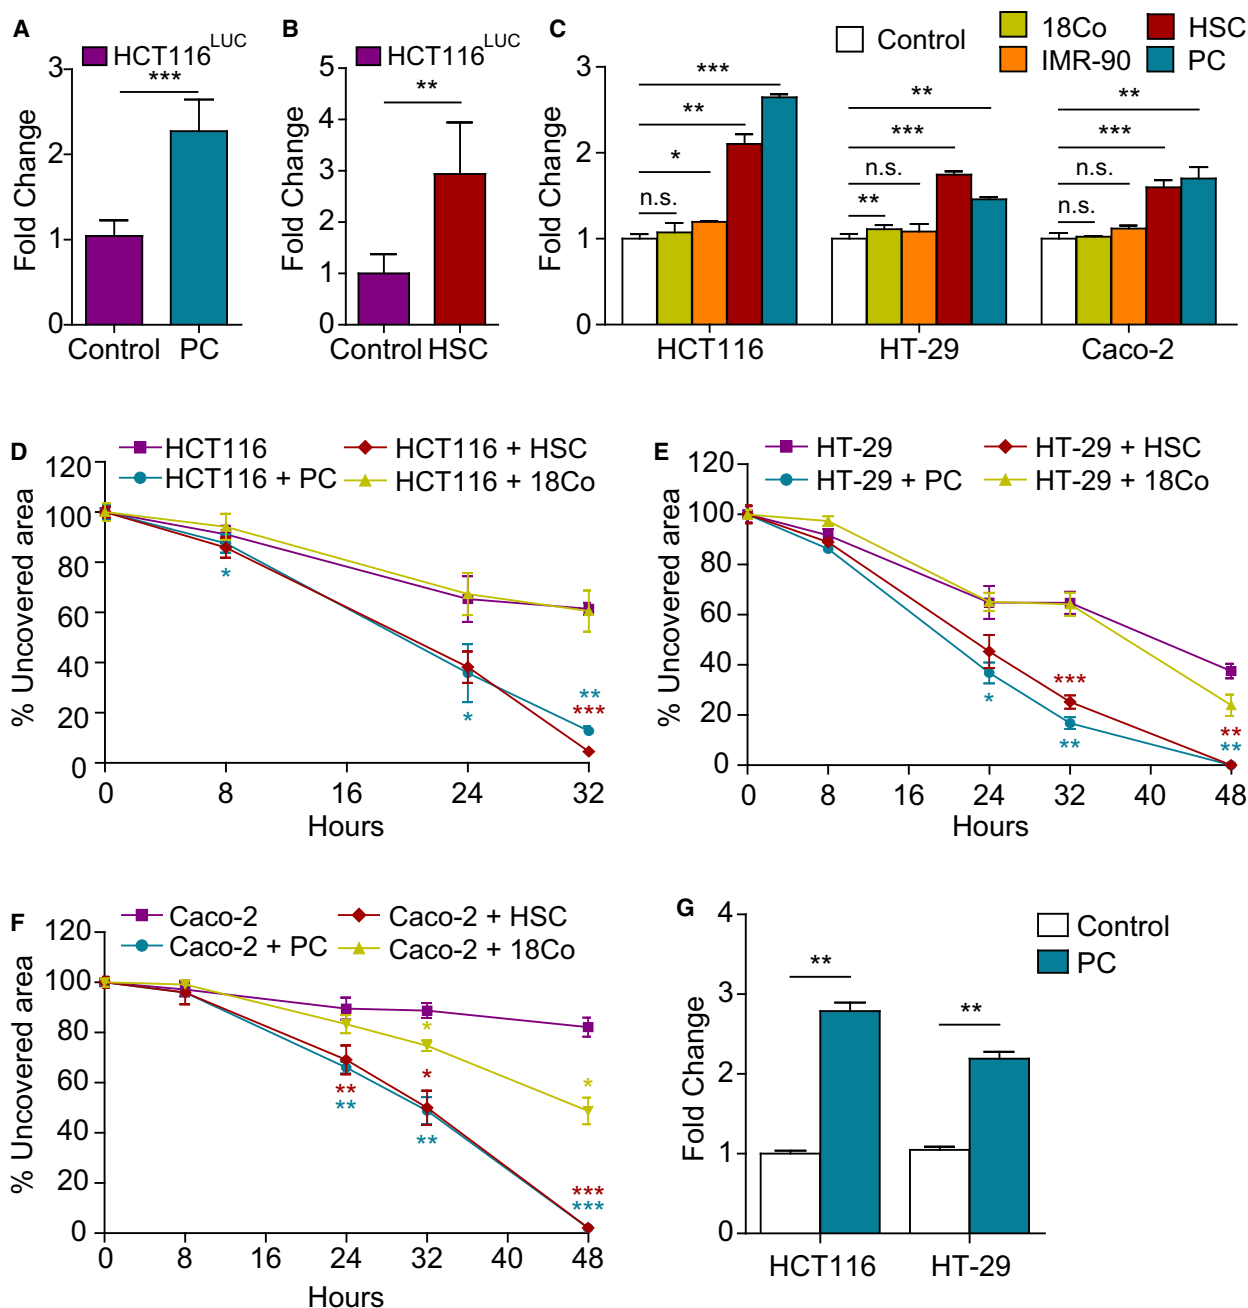 A
HCT116LUC
***
Fold Change
3
2
1
0
Control PC
B
HCT116LUC
**
Fold Change
5
4
3
2
1
0
Control HSC
C
Control
18Co
IMR-90
HSC
PC
Fold Change
3
2
1
0
***
**
*
n.s.
**
***
n.s.
**
**
***
n.s.
n.s.
HCT116 HT-29 Caco-2
D
HCT116
HCT116 + PC
HCT116 + HSC
HCT116 + 18Co
% Uncovered area
120
100
80
60
40
20
0
*
*
**
***
0 8 16 24 32
Hours
E
HT-29
HT-29 + PC
HT-29 + HSC
HT-29 + 18Co
% Uncovered area
120
100
80
60
40
20
0
*
***
**
**
**
0 8 16 24 32 40 48
Hours
F
Caco-2
Caco-2 + PC
Caco-2 + HSC
Caco-2 + 18Co
% Uncovered area
120
100
80
60
40
20
0
**
**
*
*
**
*
***
***
0 8 16 24 32 40 48
Hours
G
Control
PC
Fold Change
4
3
2
1
0
**
**
HCT116 HT-29